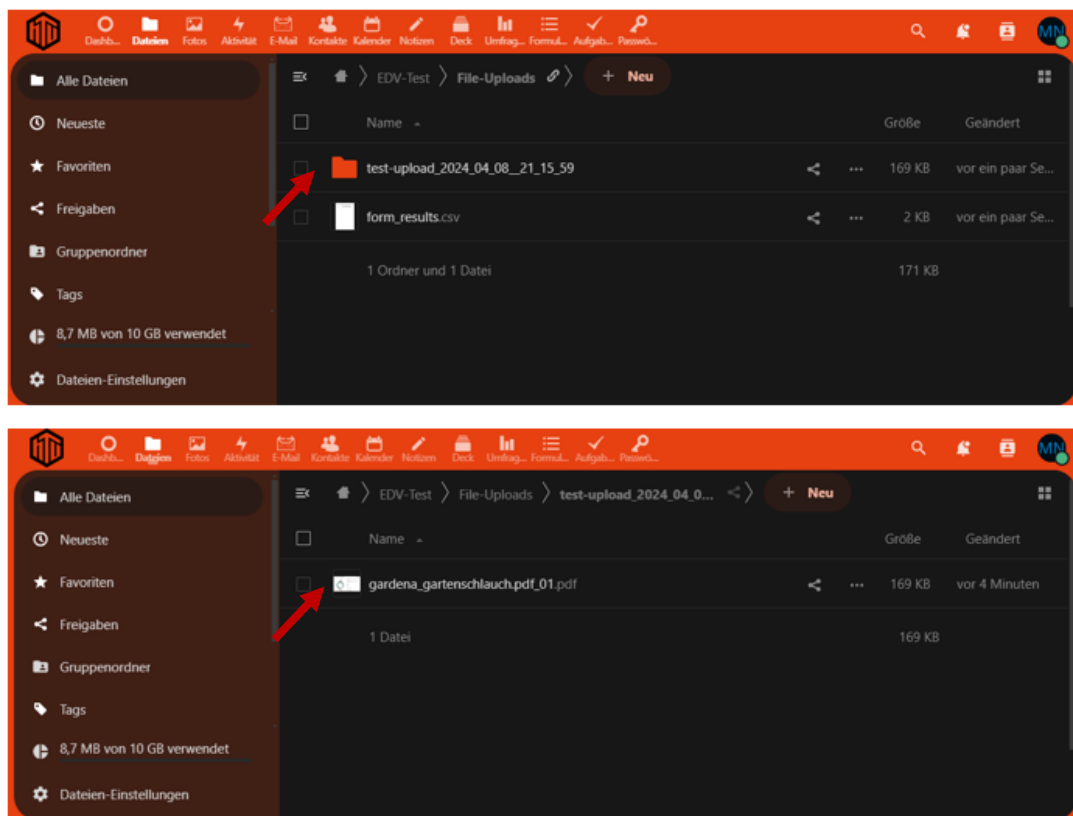 Dashb... Dateien Fotos Aktivität E-Mail Kontakte Kalender Notizen Deck Umfrag... Formul... Aufgab... Passwö... MN
Alle Dateien
EDV-Test File-Uploads + Neu
Neueste
Name Größe Geändert
Favoriten
test-upload_2024_04_08__21_15_59 169 KB vor ein paar Se...
Freigaben
form_results.csv 2 KB vor ein paar Se...
Gruppenordner
1 Ordner und 1 Datei 171 KB
Tags
8,7 MB von 10 GB verwendet
Dateien-Einstellungen
Dashb... Dateien Fotos Aktivität E-Mail Kontakte Kalender Notizen Deck Umfrag... Formul... Aufgab... Passwö... MN
Alle Dateien
EDV-Test File-Uploads test-upload_2024_04_0... + Neu
Neueste
Name Größe Geändert
Favoriten
gardena_gartenschlauch.pdf_01.pdf 169 KB vor 4 Minuten
Freigaben
1 Datei 169 KB
Gruppenordner
Tags
8,7 MB von 10 GB verwendet
Dateien-Einstellungen